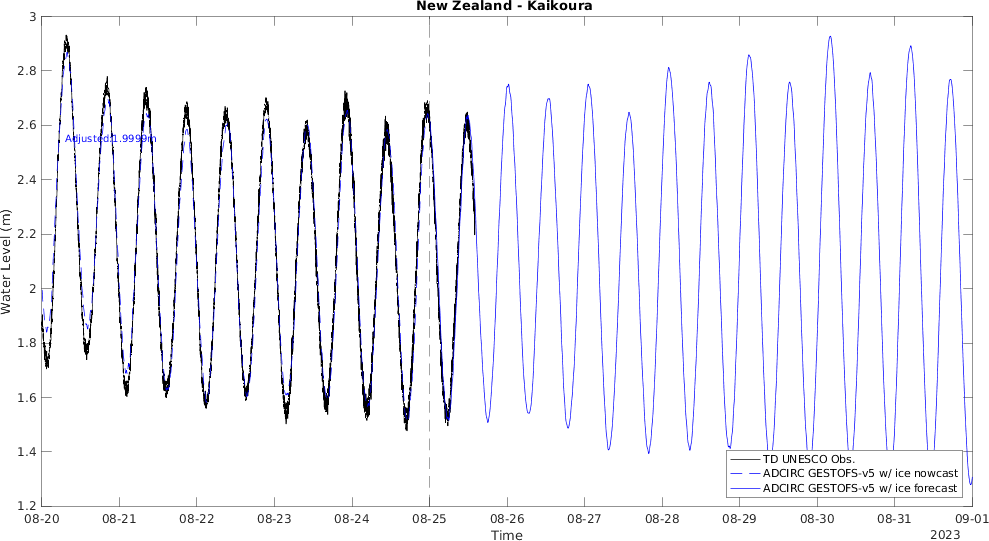 New Zealand - Kaikoura
3
2.8
2.6
2.4
2.2
2
1.8
1.6
1.4
1.2
Water Level (m)
Adjusted:1.9999m
TD UNESCO Obs.
ADCIRC GESTOFS-v5 w/ ice nowcast
ADCIRC GESTOFS-v5 w/ ice forecast
08-20 08-21 08-22 08-23 08-24 08-25 08-26 08-27 08-28 08-29 08-30 08-31 09-01
Time
2023